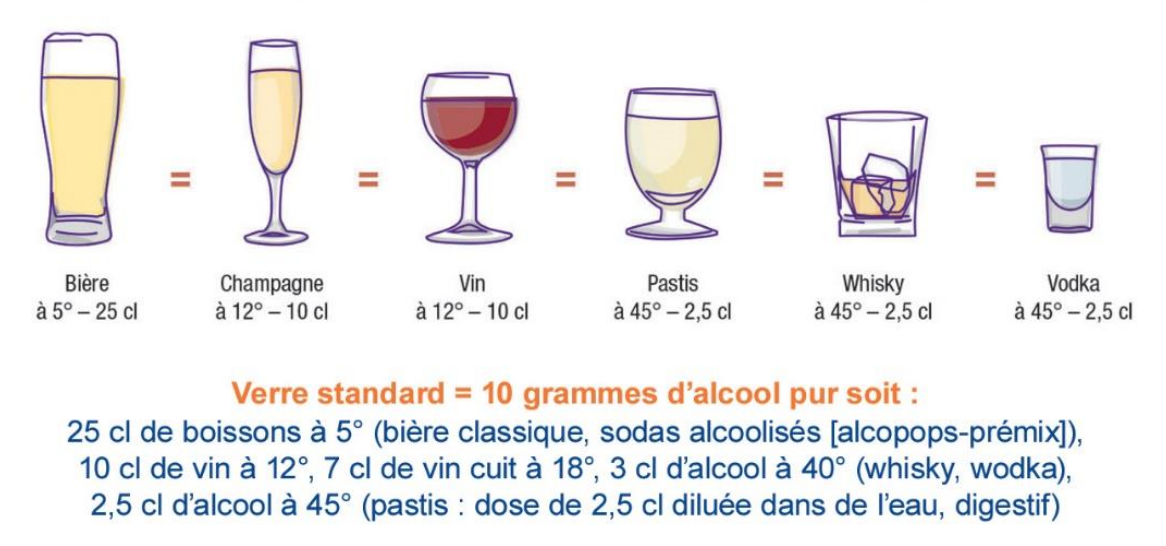 = = = = =
Bière Champagne Vin Pastis Whisky Vodka
à 5° – 25 cl à 12° – 10 cl à 12° – 10 cl à 45° – 2,5 cl à 45° – 2,5 cl à 45° – 2,5 cl
Verre standard = 10 grammes d’alcool pur soit :
25 cl de boissons à 5° (bière classique, sodas alcoolisés [alcopops-prémix]),
10 cl de vin à 12°, 7 cl de vin cuit à 18°, 3 cl d’alcool à 40° (whisky, wodka),
2,5 cl d’alcool à 45° (pastis : dose de 2,5 cl diluée dans de l’eau, digestif)